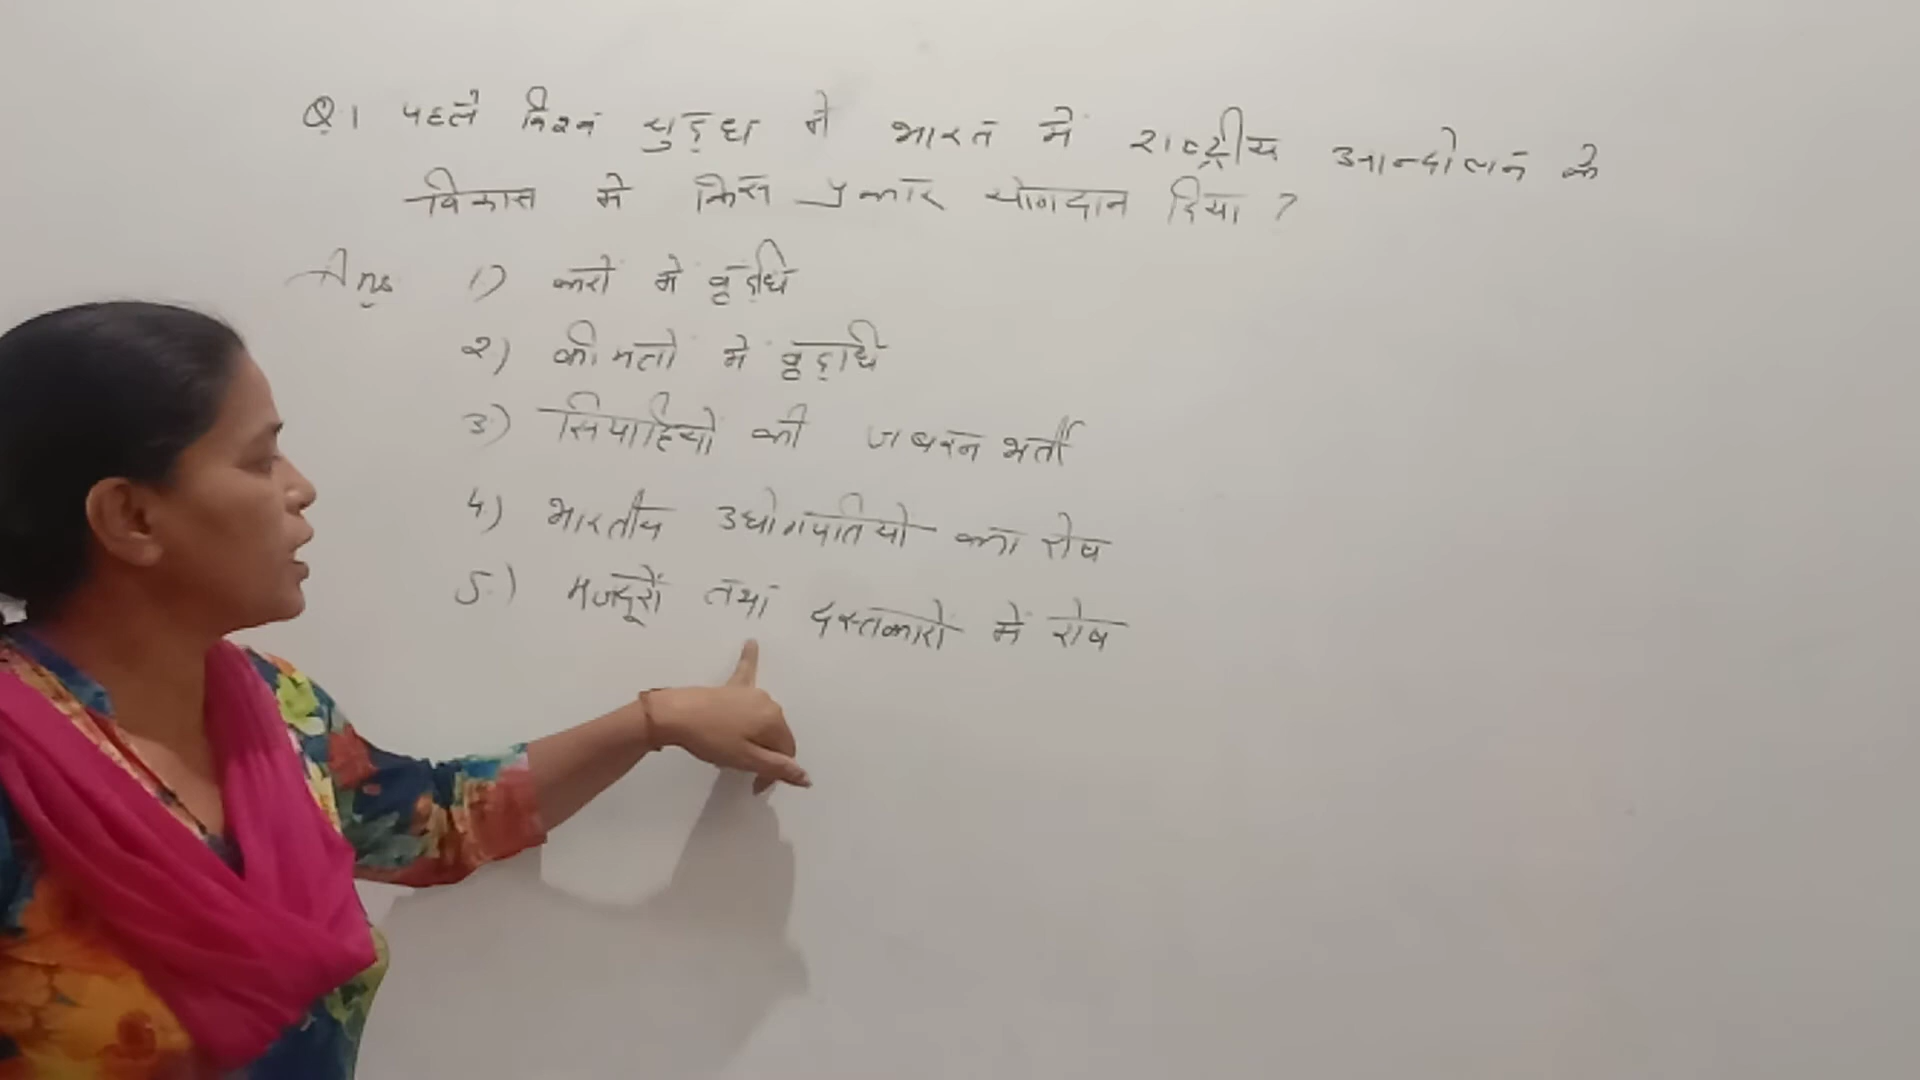 Q.1 पहले विश्व युद्ध ने भारत में राष्ट्रीय आन्दोलन के
विकास में किस प्रकार योगदान दिया ?
Ans 1) करों में वृद्धि
2) कीमतों में वृद्धि
3) सिपाहियों की जबरन भर्ती
4) भारतीय उधोगपतियों का रोष
5.) मजदूरों तथा दस्तकारों में रोष